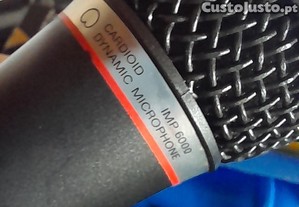 CustoJusto.pt
CARDIOID
DYNAMIC MICROPHONE
IMP-6000